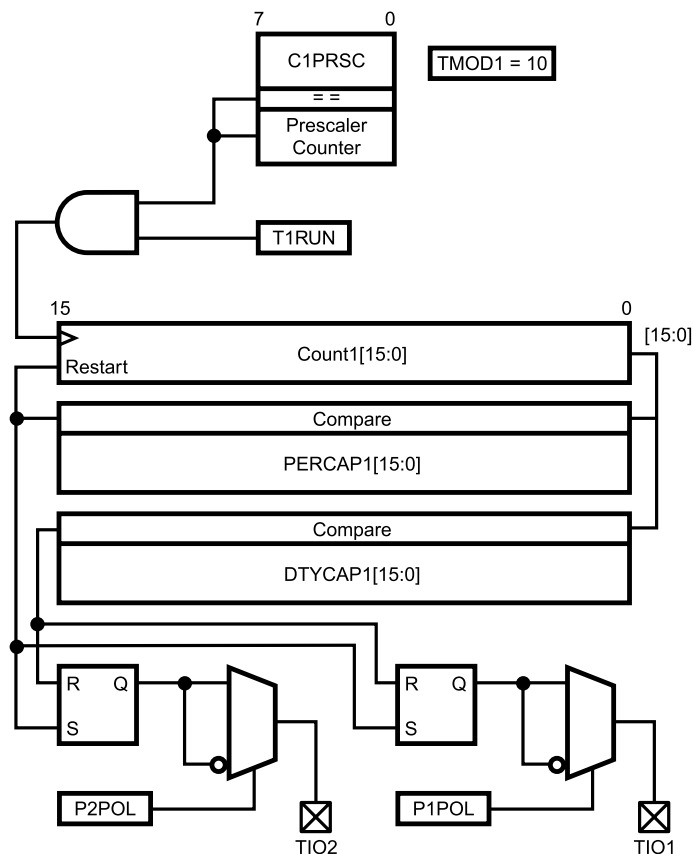 7 0
C1PRSC
TMOD1 = 10
= =
Prescaler
Counter
T1RUN
15 0
[15:0]
Count1[15:0]
Restart
Compare
PERCAP1[15:0]
Compare
DTYCAP1[15:0]
R Q
S
R Q
S
P2POL
P1POL
TIO2
TIO1